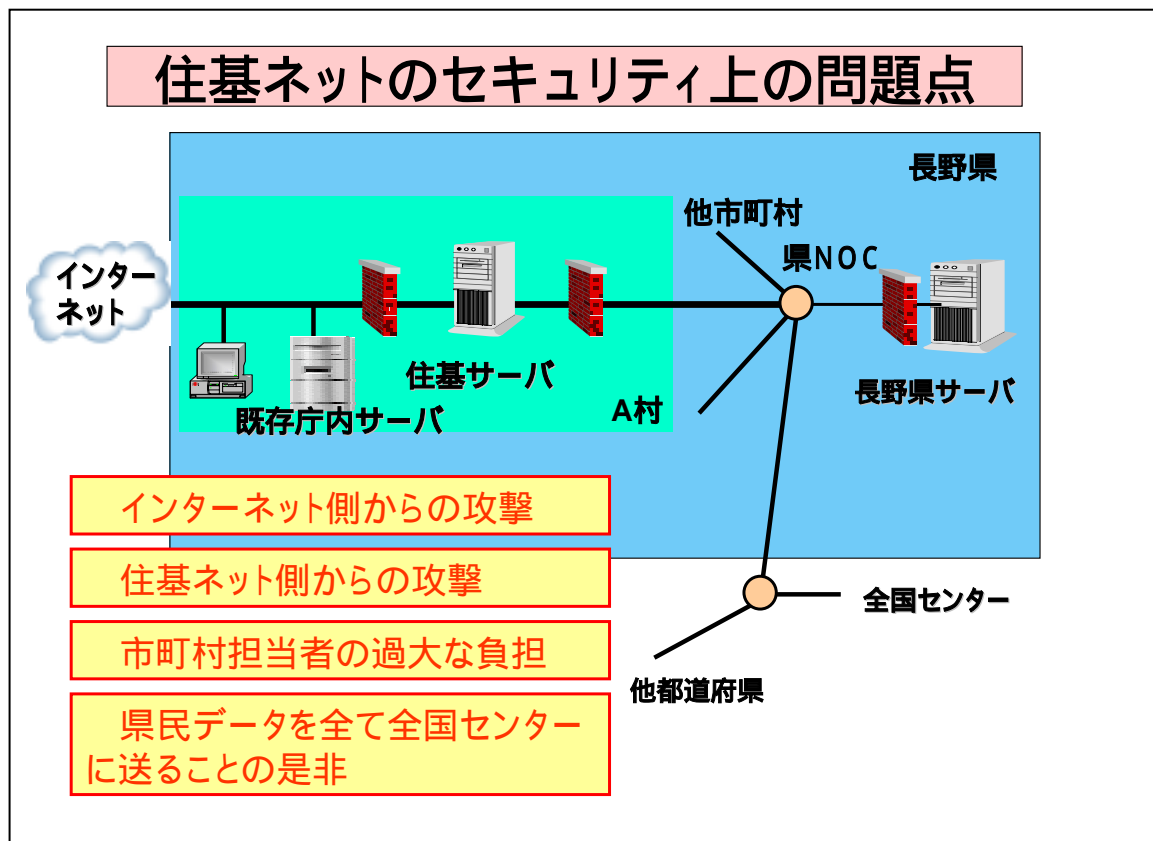 住基ネットのセキュリティ上の問題点
長野県
他市町村
県ＮＯＣ
インター
ネット
住基サーバ
既存庁内サーバ
A村
長野県サーバ
インターネット側からの攻撃
住基ネット側からの攻撃
市町村担当者の過大な負担
県民データを全て全国センター
に送ることの是非
全国センター
他都道府県